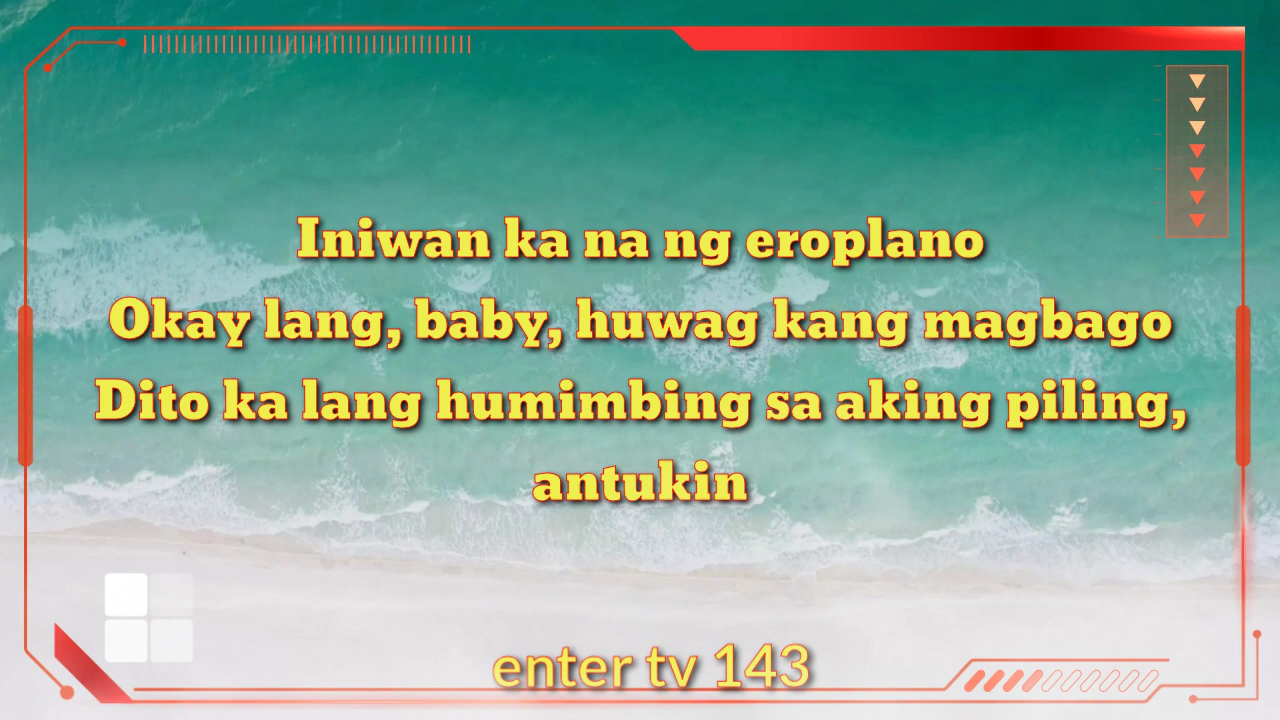 Iniwan ka na ng eroplano
Okay lang, baby, huwag kang magbago
Dito ka lang humimbing sa aking piling,
antukin
enter tv 143